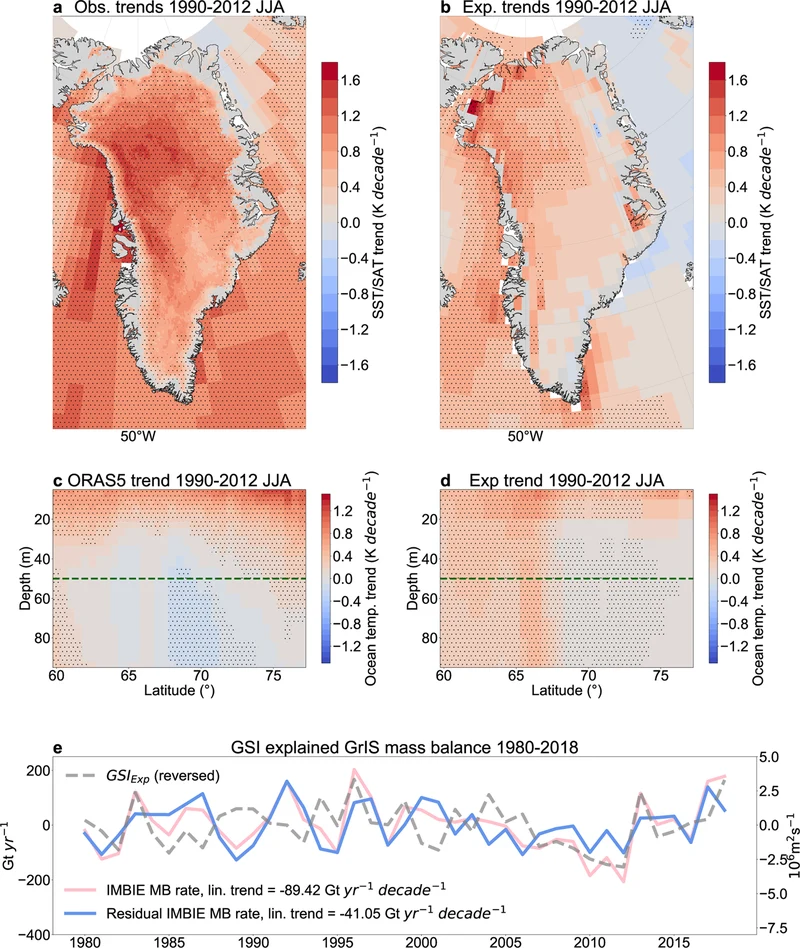 a Obs. trends 1990-2012 JJA
b Exp. trends 1990-2012 JJA
1.6
1.2
0.8
0.4
0.0
−0.4
−0.8
−1.2
−1.6
SST/SAT trend (K decade⁻¹)
50°W
1.6
1.2
0.8
0.4
0.0
−0.4
−0.8
−1.2
−1.6
SST/SAT trend (K decade⁻¹)
50°W
c ORAS5 trend 1990-2012 JJA
20
40
60
80
Depth (m)
60 65 70 75
Latitude (°)
1.2
0.8
0.4
0.0
−0.4
−0.8
−1.2
Ocean temp. trend (K decade⁻¹)
d Exp trend 1990-2012 JJA
20
40
60
80
Depth (m)
60 65 70 75
Latitude (°)
1.2
0.8
0.4
0.0
−0.4
−0.8
−1.2
Ocean temp. trend (K decade⁻¹)
e GSI explained GrIS mass balance 1980-2018
200
0
−200
−400
Gt yr⁻¹
GSI_Exp (reversed)
IMBIE MB rate, lin. trend = -89.42 Gt yr⁻¹ decade⁻¹
Residual IMBIE MB rate, lin. trend = -41.05 Gt yr⁻¹ decade⁻¹
5.0
2.5
0.0
−2.5
−5.0
−7.5
10⁶m²s⁻¹
1980 1985 1990 1995 2000 2005 2010 2015